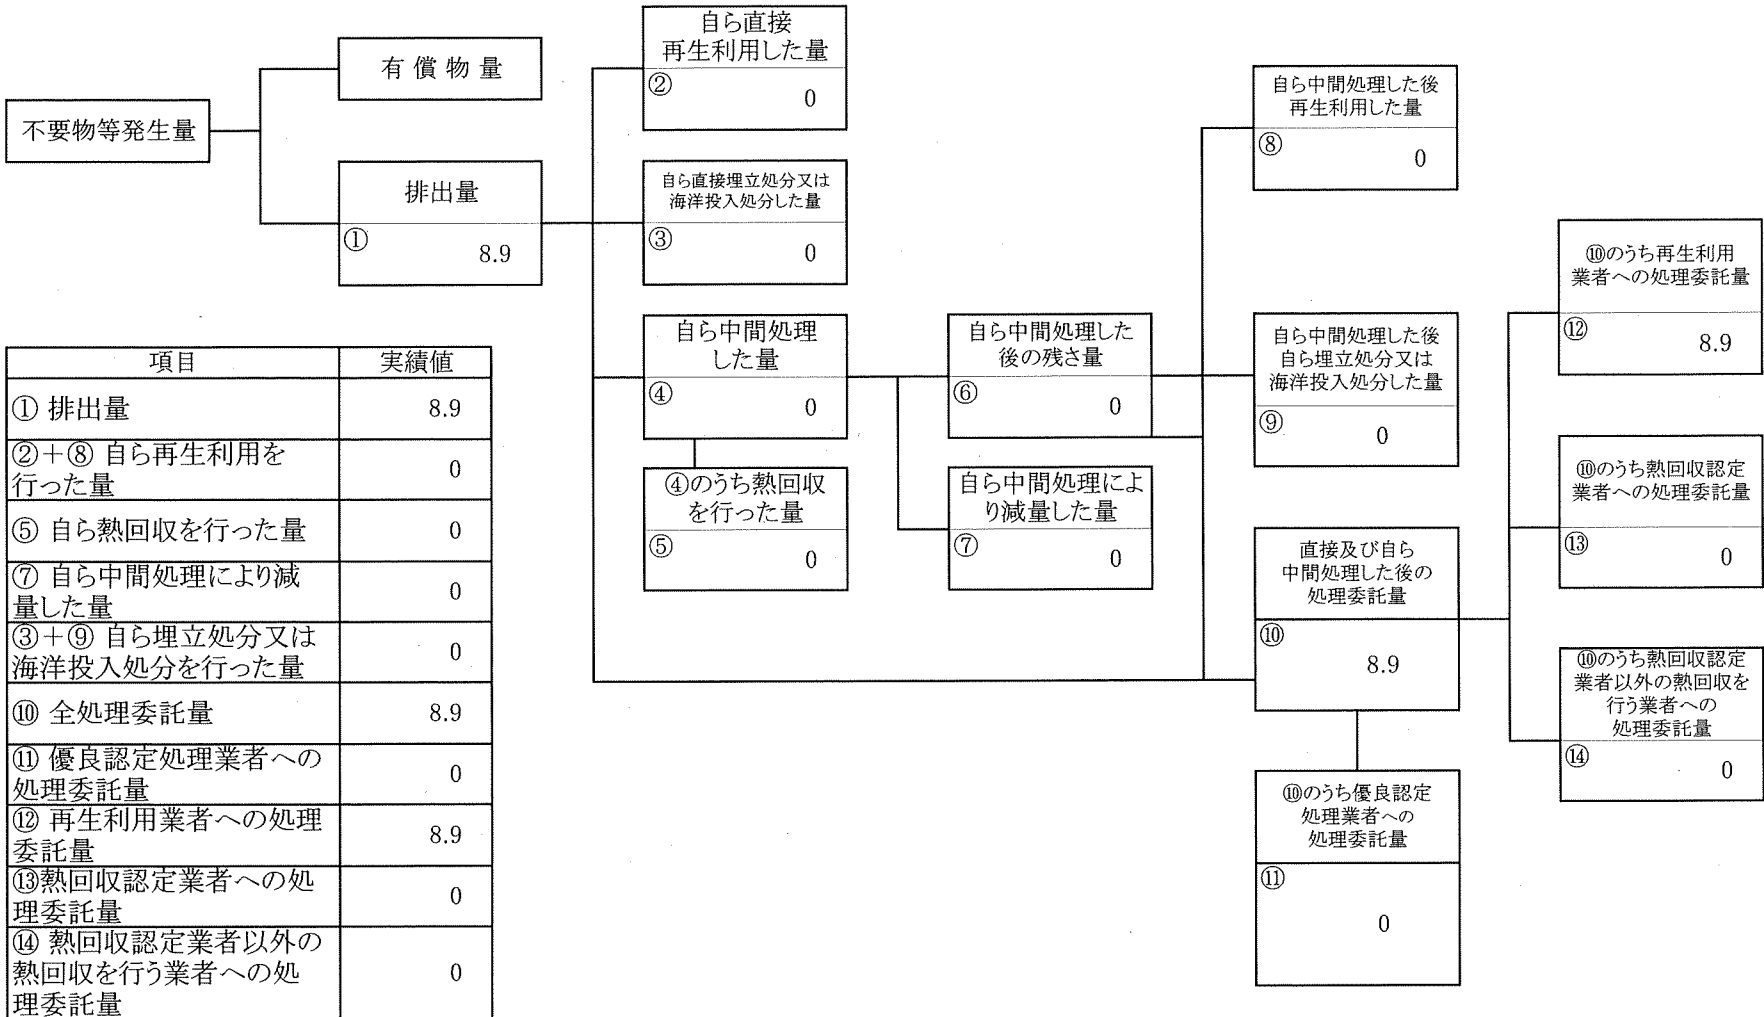 不要物等発生量
有償物量
排出量
①
8.9
自ら直接
再生利用した量
②
0
自ら直接埋立処分又は
海洋投入処分した量
③
0
自ら中間処理
した量
④
0
④のうち熱回収
を行った量
⑤
0
自ら中間処理した
後の残さ量
⑥
0
自ら中間処理によ
り減量した量
⑦
0
自ら中間処理した後
再生利用した量
⑧
0
自ら中間処理した後
自ら埋立処分又は
海洋投入処分した量
⑨
0
直接及び自ら
中間処理した後の
処理委託量
⑩
8.9
⑩のうち優良認定
処理業者への
処理委託量
⑪
0
⑩のうち再生利用
業者への処理委託量
⑫
8.9
⑩のうち熱回収認定
業者への処理委託量
⑬
0
⑩のうち熱回収認定
業者以外の熱回収を
行う業者への
処理委託量
⑭
0
項目 実績値
① 排出量 8.9
②+⑧ 自ら再生利用を
行った量 0
⑤ 自ら熱回収を行った量 0
⑦ 自ら中間処理により減
量した量 0
③+⑨ 自ら埋立処分又は
海洋投入処分を行った量 0
⑩ 全処理委託量 8.9
⑪ 優良認定処理業者への
処理委託量 0
⑫ 再生利用業者への処理
委託量 8.9
⑬熱回収認定業者への処
理委託量 0
⑭ 熱回収認定業者以外の
熱回収を行う業者への処
理委託量 0